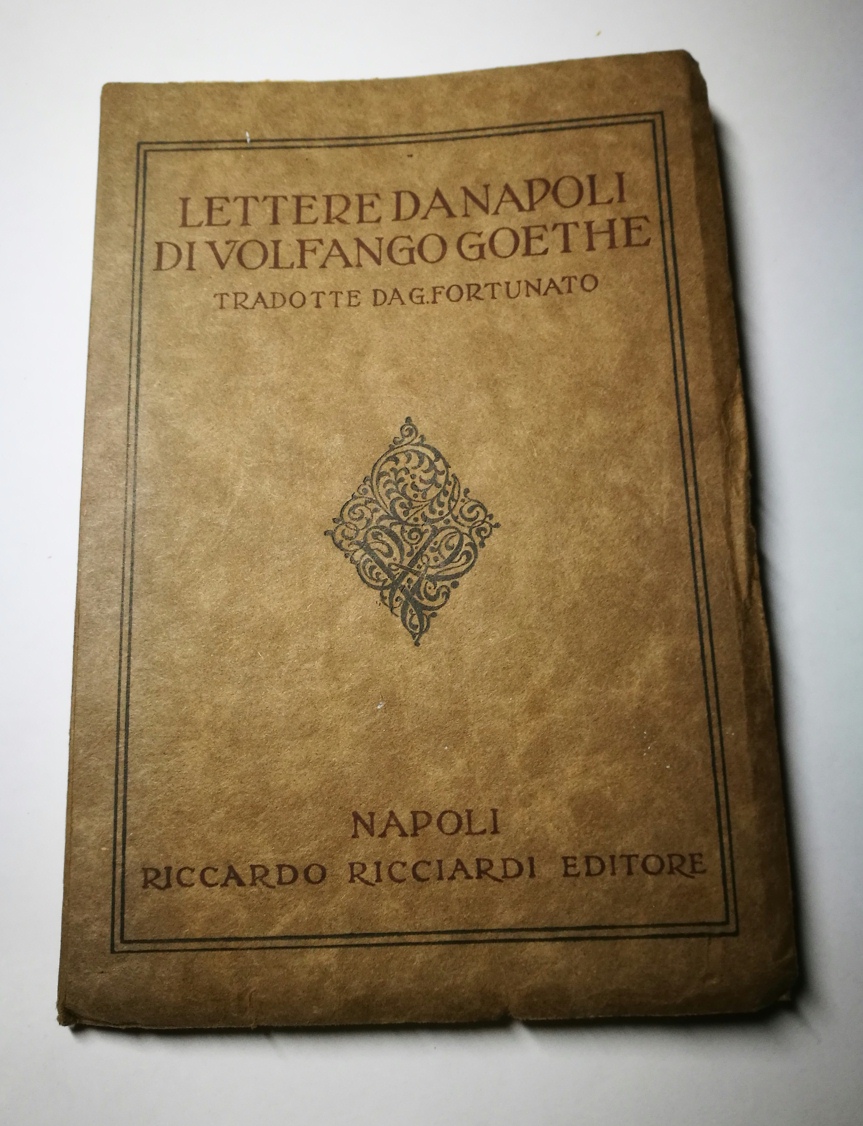 LETTERE DA NAPOLI
DI VOLFANGO GOETHE
TRADOTTE DA G. FORTUNATO
NAPOLI
RICCARDO RICCIARDI EDITORE